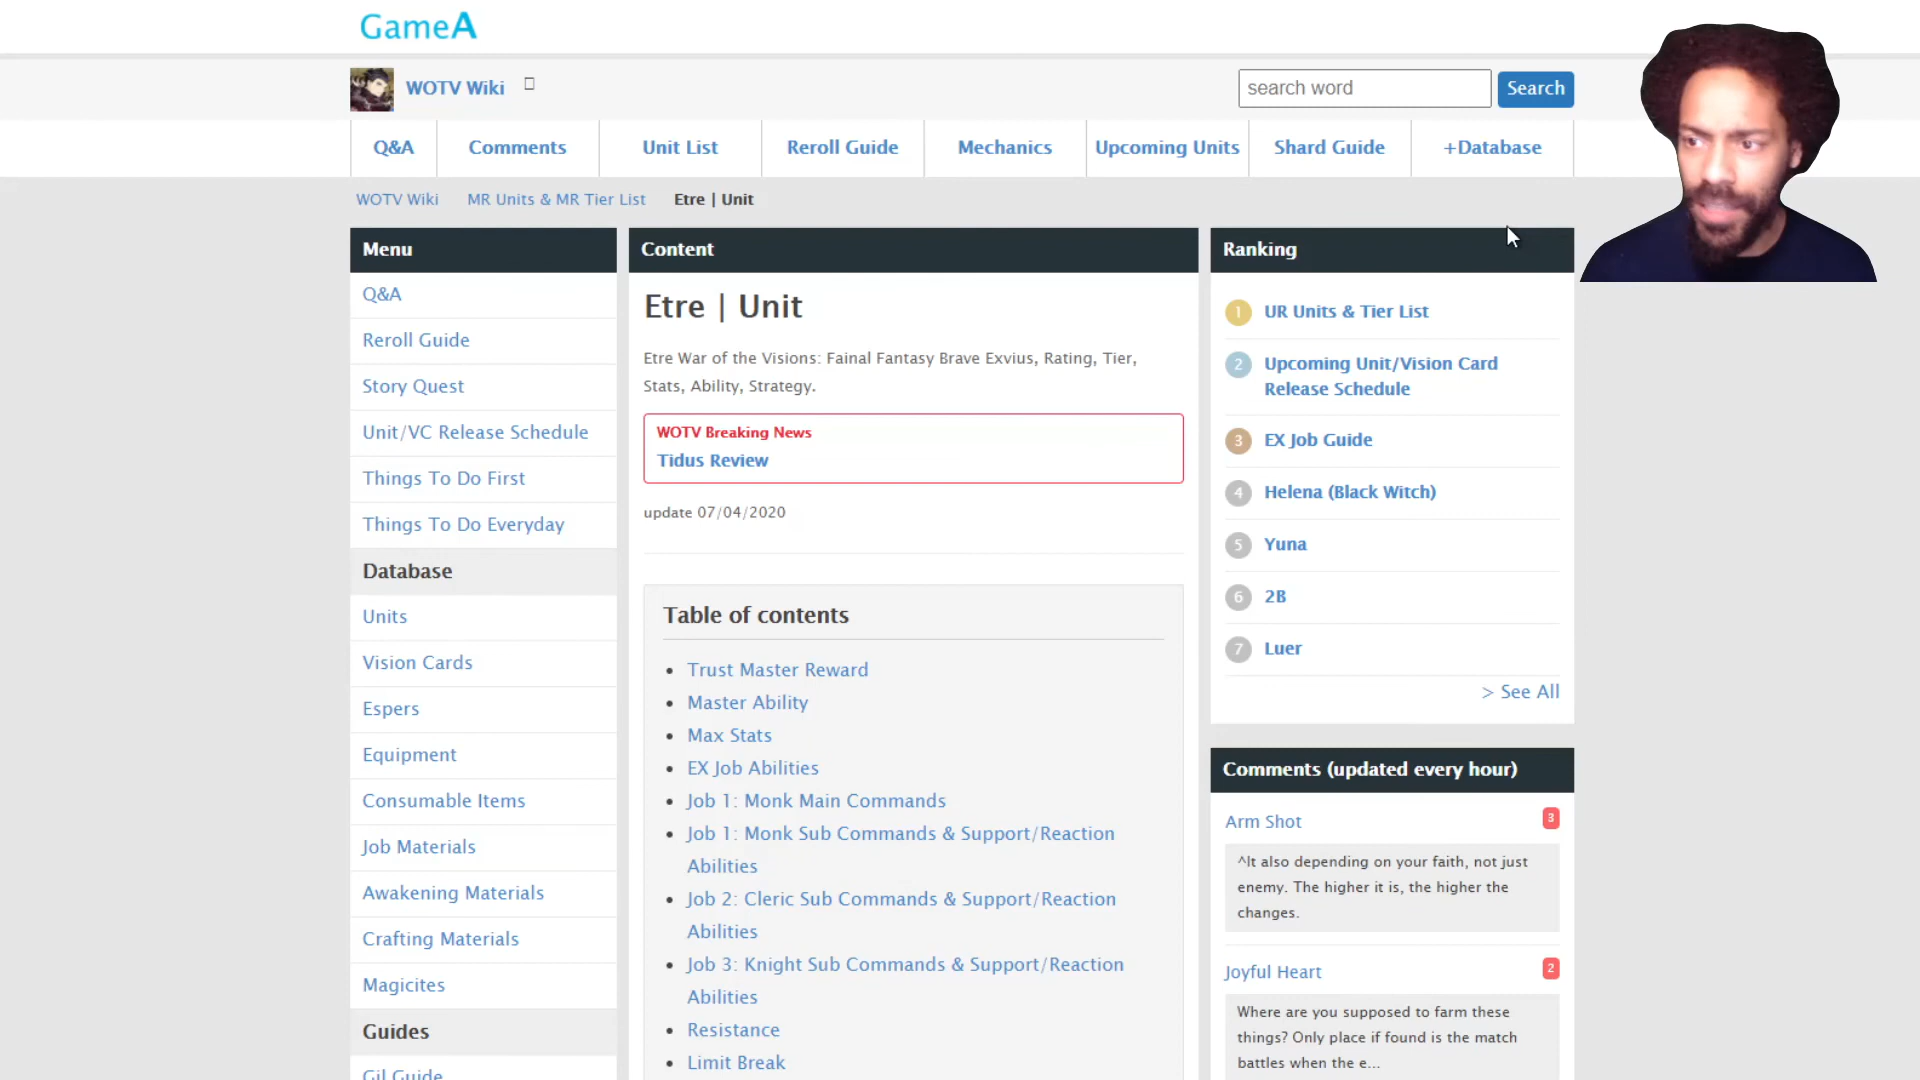 GameA
WOTV Wiki
search word
Search
Q&A
Comments
Unit List
Reroll Guide
Mechanics
Upcoming Units
Shard Guide
+Database
WOTV Wiki
MR Units & MR Tier List
Etre | Unit
Menu
Q&A
Reroll Guide
Story Quest
Unit/VC Release Schedule
Things To Do First
Things To Do Everyday
Database
Units
Vision Cards
Espers
Equipment
Consumable Items
Job Materials
Awakening Materials
Crafting Materials
Magicites
Guides
Gil Guide
Content
Etre | Unit
Etre War of the Visions: Fainal Fantasy Brave Exvius, Rating, Tier,
Stats, Ability, Strategy.
WOTV Breaking News
Tidus Review
update 07/04/2020
Table of contents
• Trust Master Reward
• Master Ability
• Max Stats
• EX Job Abilities
• Job 1: Monk Main Commands
• Job 1: Monk Sub Commands & Support/Reaction
Abilities
• Job 2: Cleric Sub Commands & Support/Reaction
Abilities
• Job 3: Knight Sub Commands & Support/Reaction
Abilities
• Resistance
• Limit Break
Ranking
1 UR Units & Tier List
2 Upcoming Unit/Vision Card
Release Schedule
3 EX Job Guide
4 Helena (Black Witch)
5 Yuna
6 2B
7 Luer
> See All
Comments (updated every hour)
Arm Shot 3
^It also depending on your faith, not just
enemy. The higher it is, the higher the
changes.
Joyful Heart 2
Where are you supposed to farm these
things? Only place if found is the match
battles when the e...